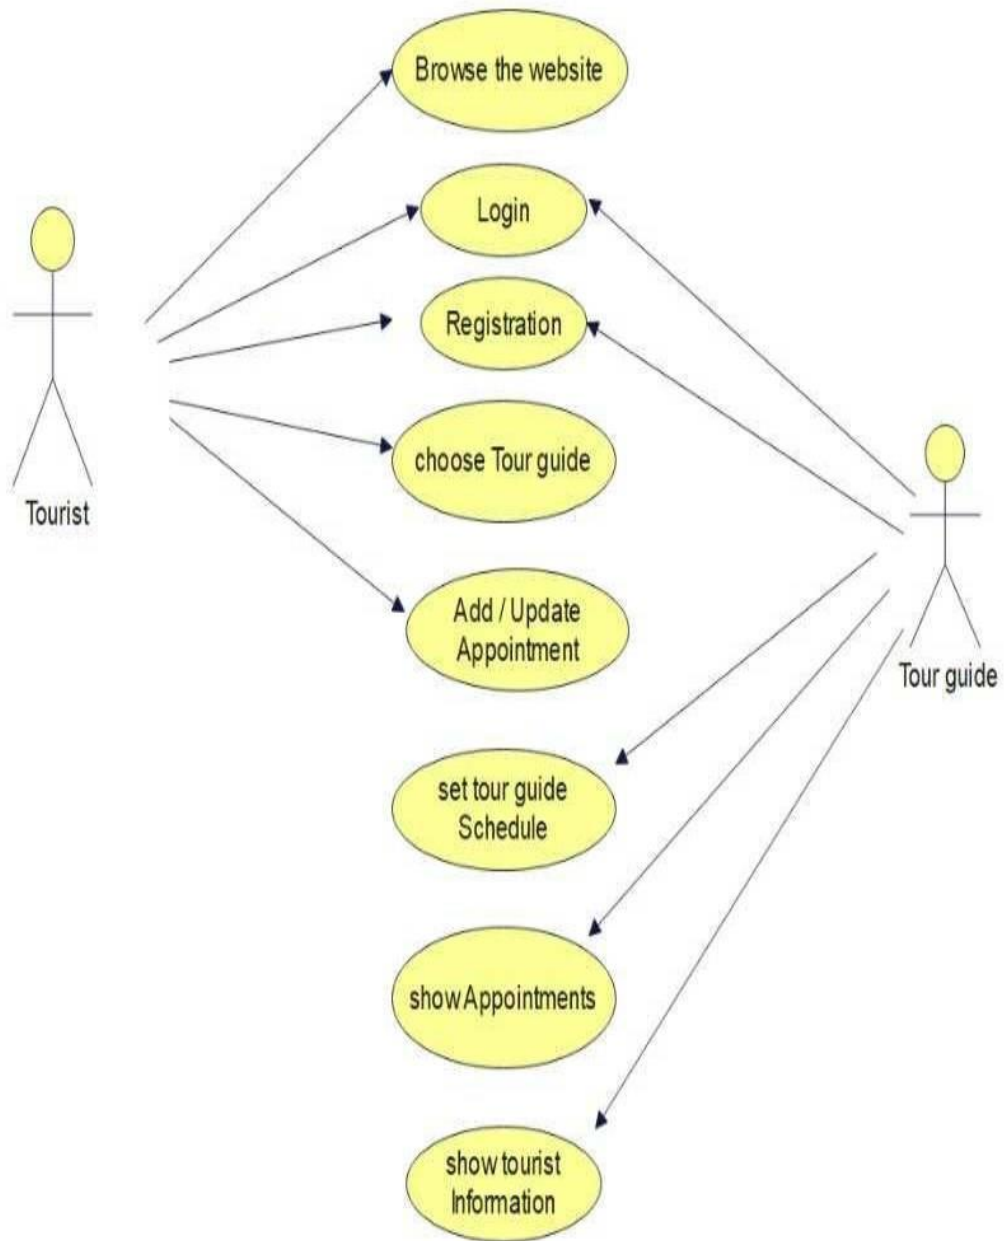 Browse the website
Login
Registration
choose Tour guide
Tourist
Add / Update
Appointment
Tour guide
set tour guide
Schedule
show Appointments
show tourist
Information